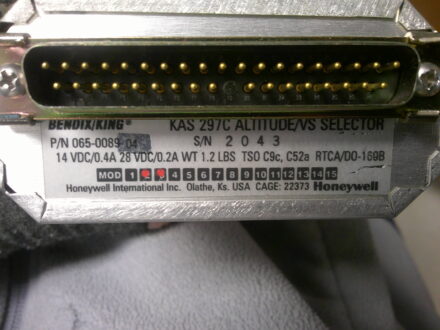 BENDIX/KING® KAS 297C ALTITUDE/VS SELECTOR
P/N 065-0089-04 S/N 2043
14 VDC/0.4A 28 VDC/0.2A WT 1.2 LBS TSO C9c, C52a RTCA/DO-160B
MOD 1 4 5 6 7 8 9 10 11 12 13 14 15
Honeywell International Inc. Olathe, Ks. USA CAGE: 22373 Honeywell